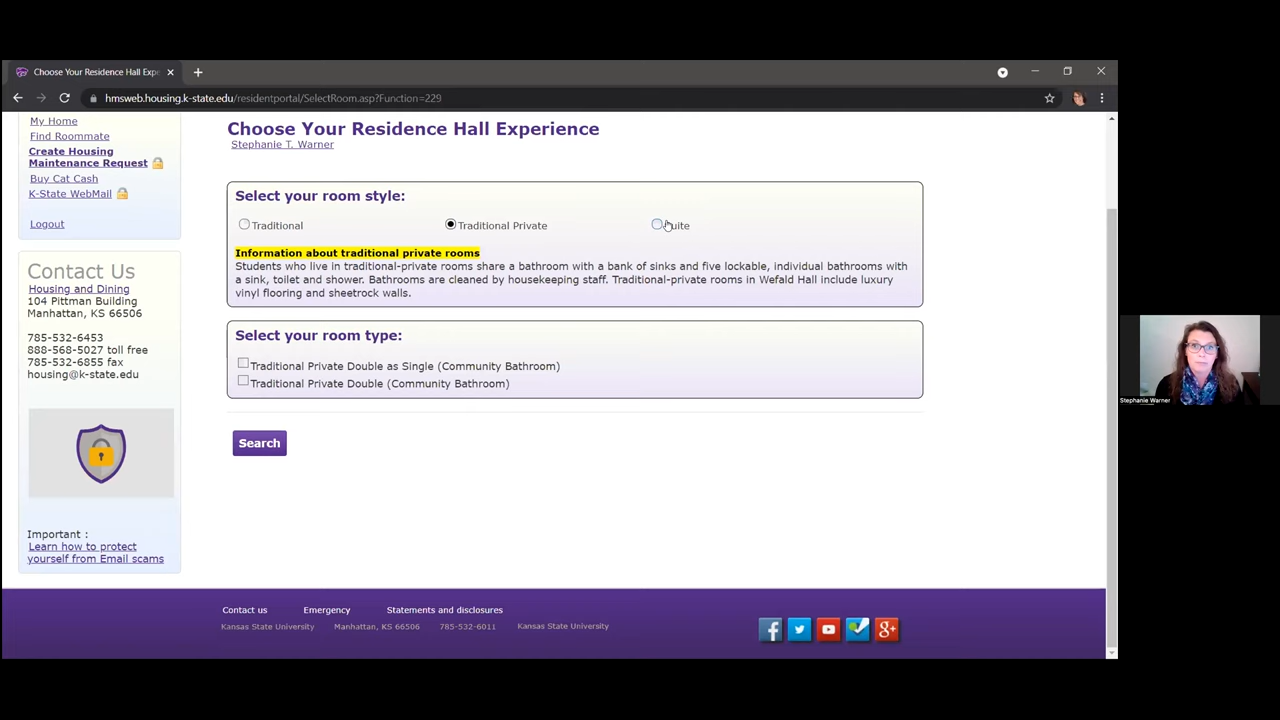 Choose Your Residence Hall Expe
hmsweb.housing.k-state.edu/residentportal/SelectRoom.asp?Function=229
My Home
Find Roommate
Create Housing
Maintenance Request
Buy Cat Cash
K-State WebMail
Logout
Contact Us
Housing and Dining
104 Pittman Building
Manhattan, KS 66506
785-532-6453
888-568-5027 toll free
785-532-6855 fax
housing@k-state.edu
Important :
Learn how to protect
yourself from Email scams
Choose Your Residence Hall Experience
Stephanie T. Warner
Select your room style:
Traditional Traditional Private Suite
Information about traditional private rooms
Students who live in traditional-private rooms share a bathroom with a bank of sinks and five lockable, individual bathrooms with
a sink, toilet and shower. Bathrooms are cleaned by housekeeping staff. Traditional-private rooms in Wefald Hall include luxury
vinyl flooring and sheetrock walls.
Select your room type:
Traditional Private Double as Single (Community Bathroom)
Traditional Private Double (Community Bathroom)
Search
Contact us Emergency Statements and disclosures
Kansas State University Manhattan, KS 66506 785-532-6011 Kansas State University
Stephanie Warner